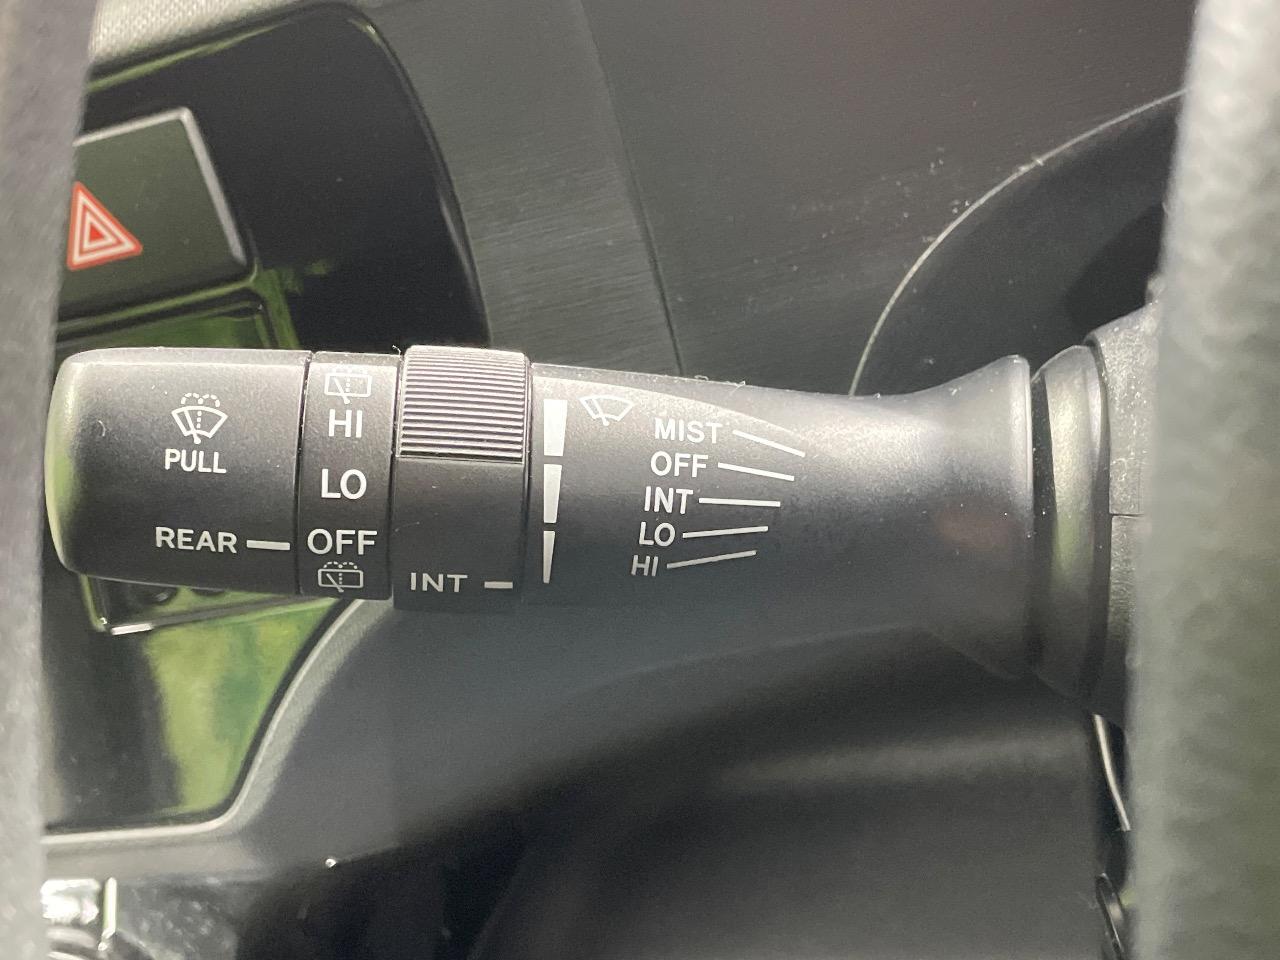 PULL
REAR
HI
LO
OFF
INT
MIST
OFF
INT
LO
HI